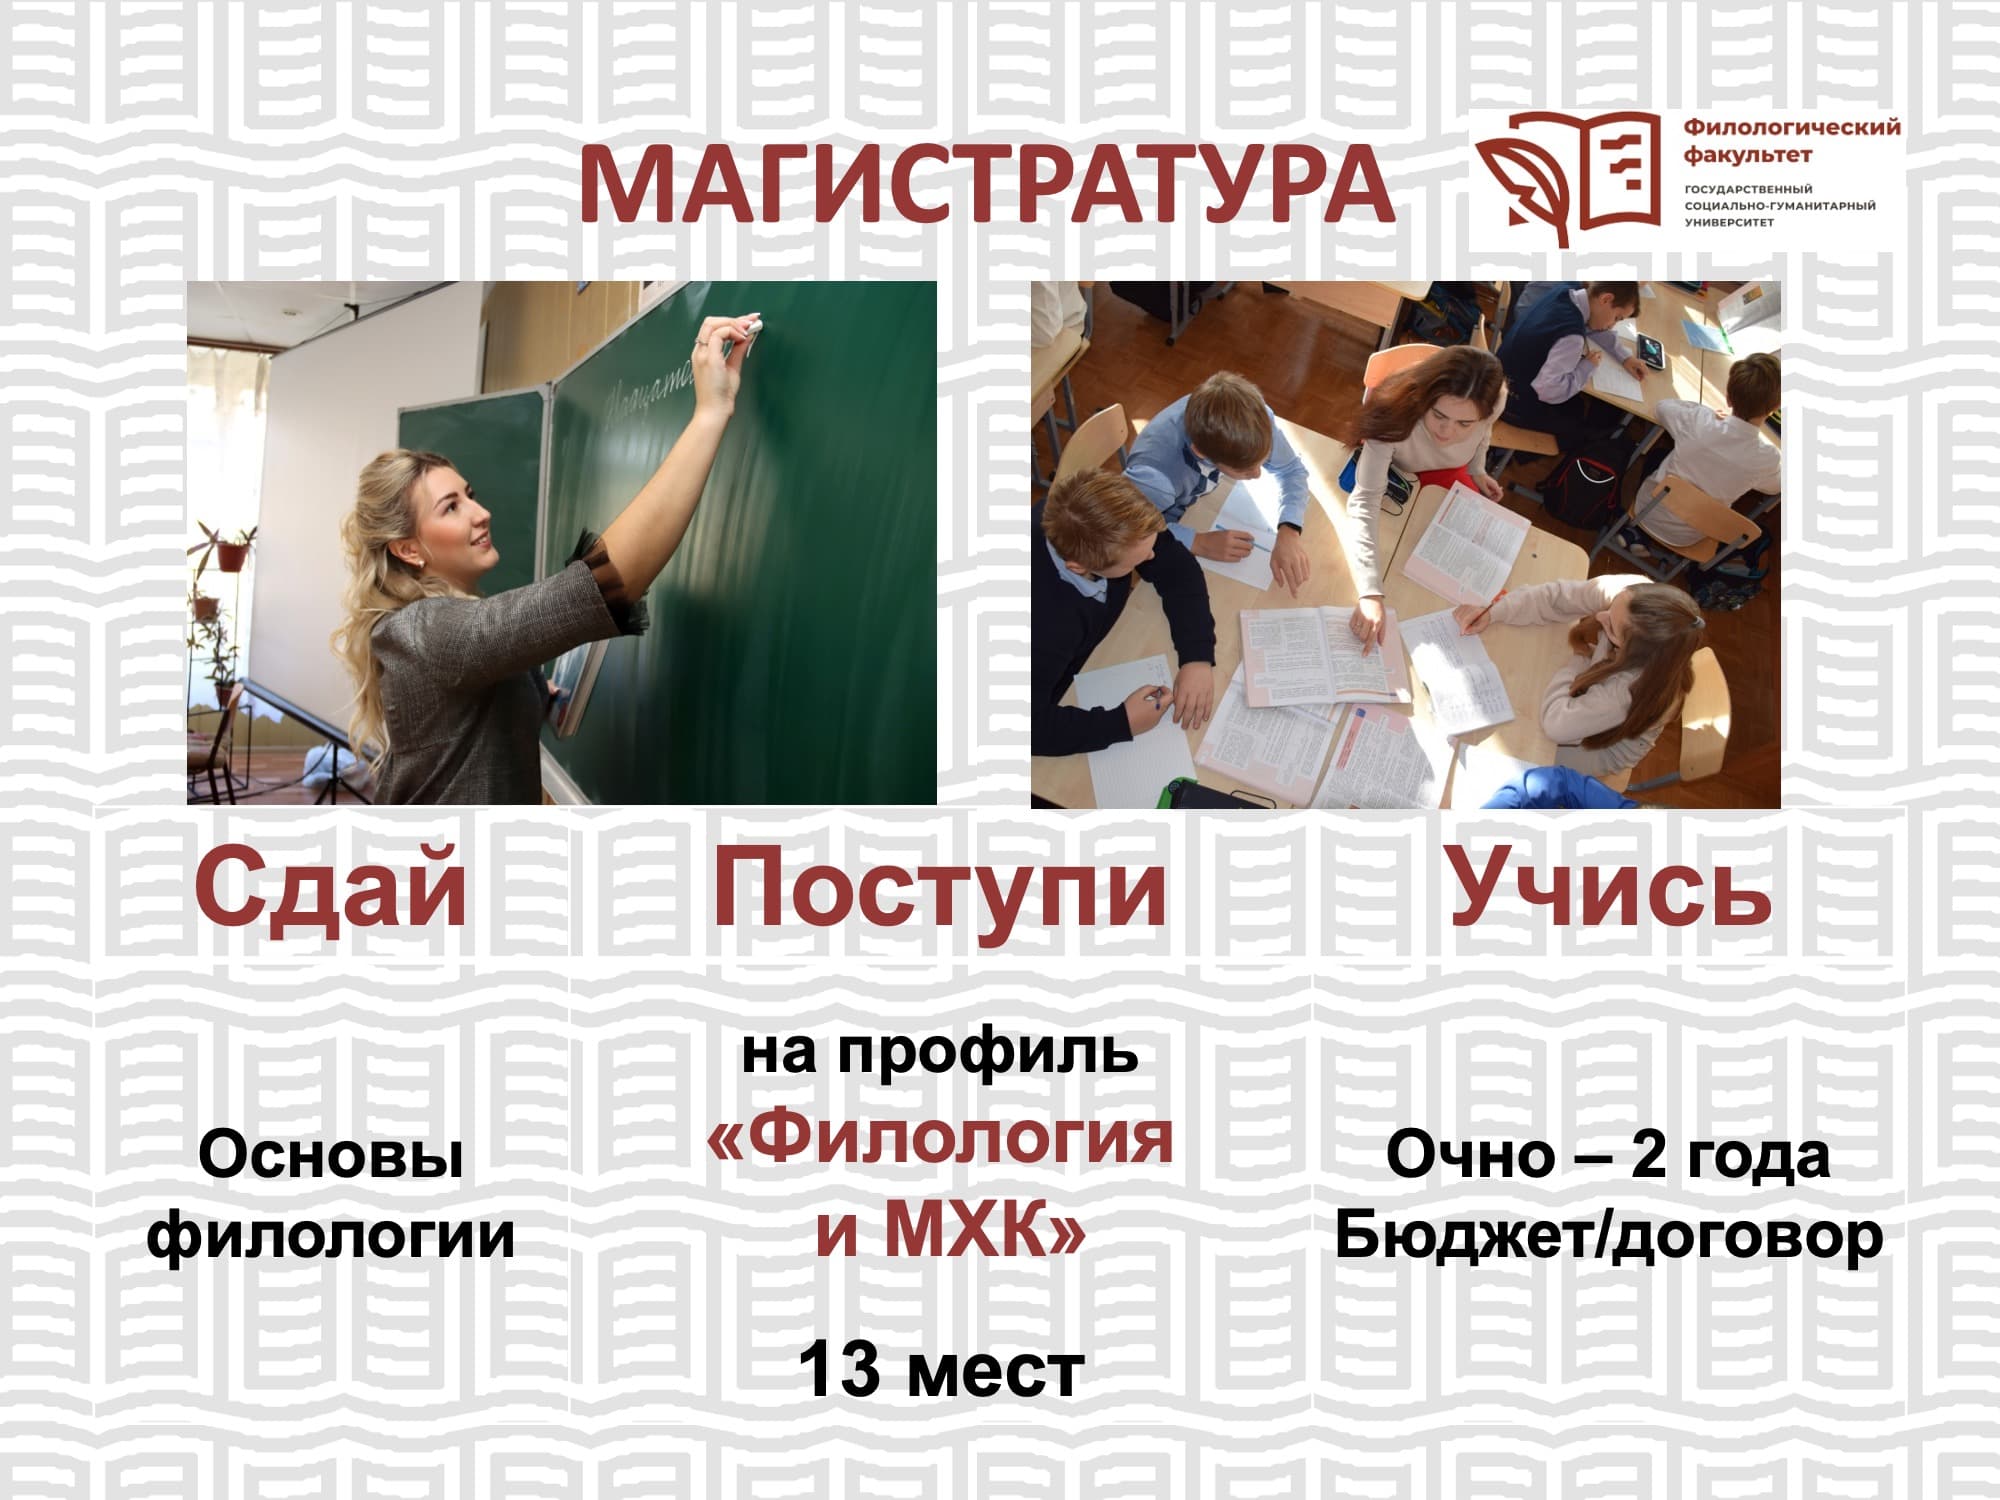 МАГИСТРАТУРА
Филологический
факультет
ГОСУДАРСТВЕННЫЙ
СОЦИАЛЬНО-ГУМАНИТАРНЫЙ
УНИВЕРСИТЕТ
Сдай
Поступи
Учись
Основы
филологии
на профиль
«Филология
и МХК»
13 мест
Очно – 2 года
Бюджет/договор